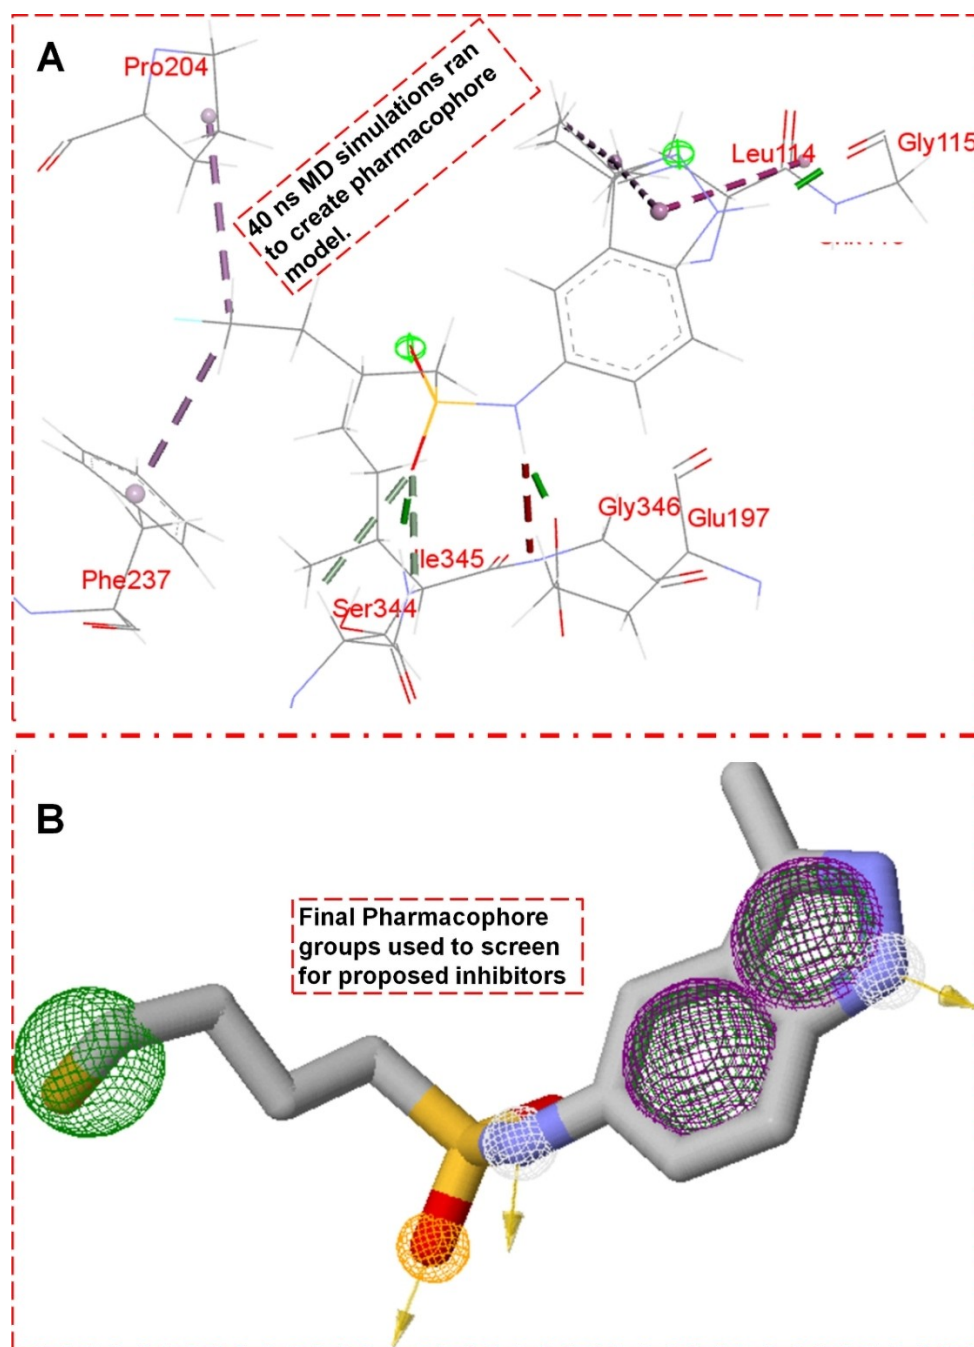 A
Pro204
40 ns MD simulations ran
to create pharmacophore
model.
Leu114
Gly115
Phe237
Ile345
Ser344
Gly346
Glu197
B
Final Pharmacophore
groups used to screen
for proposed inhibitors